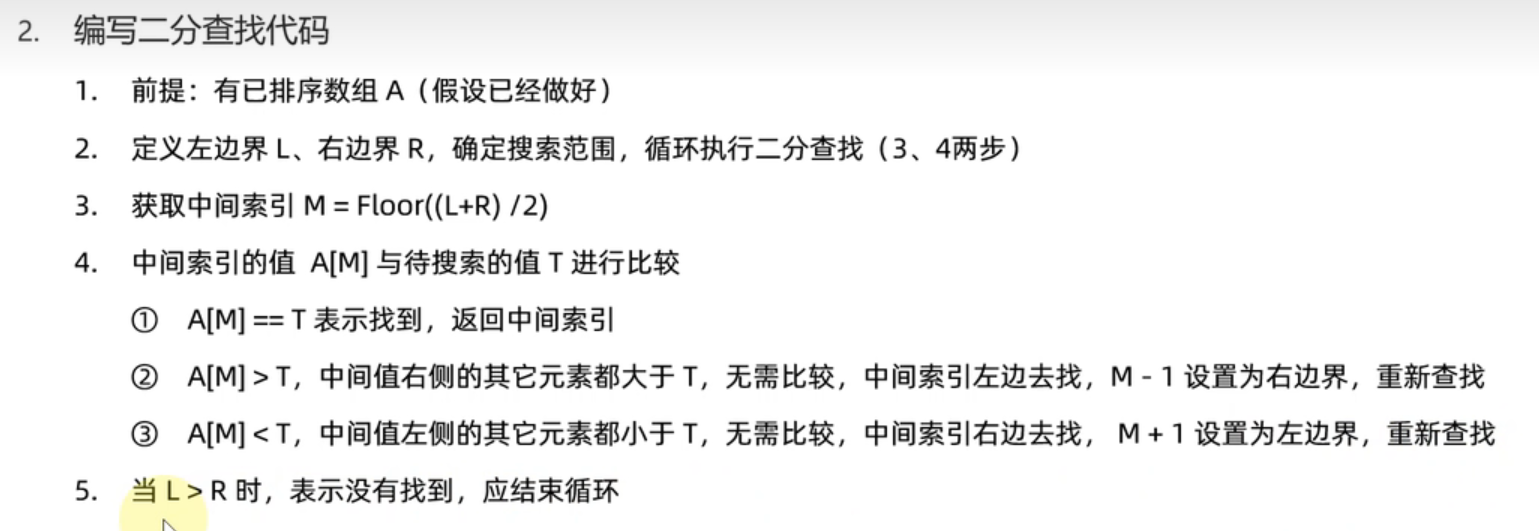 2. 编写二分查找代码
1. 前提：有已排序数组 A（假设已经做好）
2. 定义左边界 L、右边界 R，确定搜索范围，循环执行二分查找（3、4两步）
3. 获取中间索引 M = Floor((L+R) /2)
4. 中间索引的值 A[M] 与待搜索的值 T 进行比较
① A[M] == T 表示找到，返回中间索引
② A[M] > T，中间值右侧的其它元素都大于 T，无需比较，中间索引左边去找，M - 1 设置为右边界，重新查找
③ A[M] < T，中间值左侧的其它元素都小于 T，无需比较，中间索引右边去找， M + 1 设置为左边界，重新查找
5. 当 L > R 时，表示没有找到，应结束循环